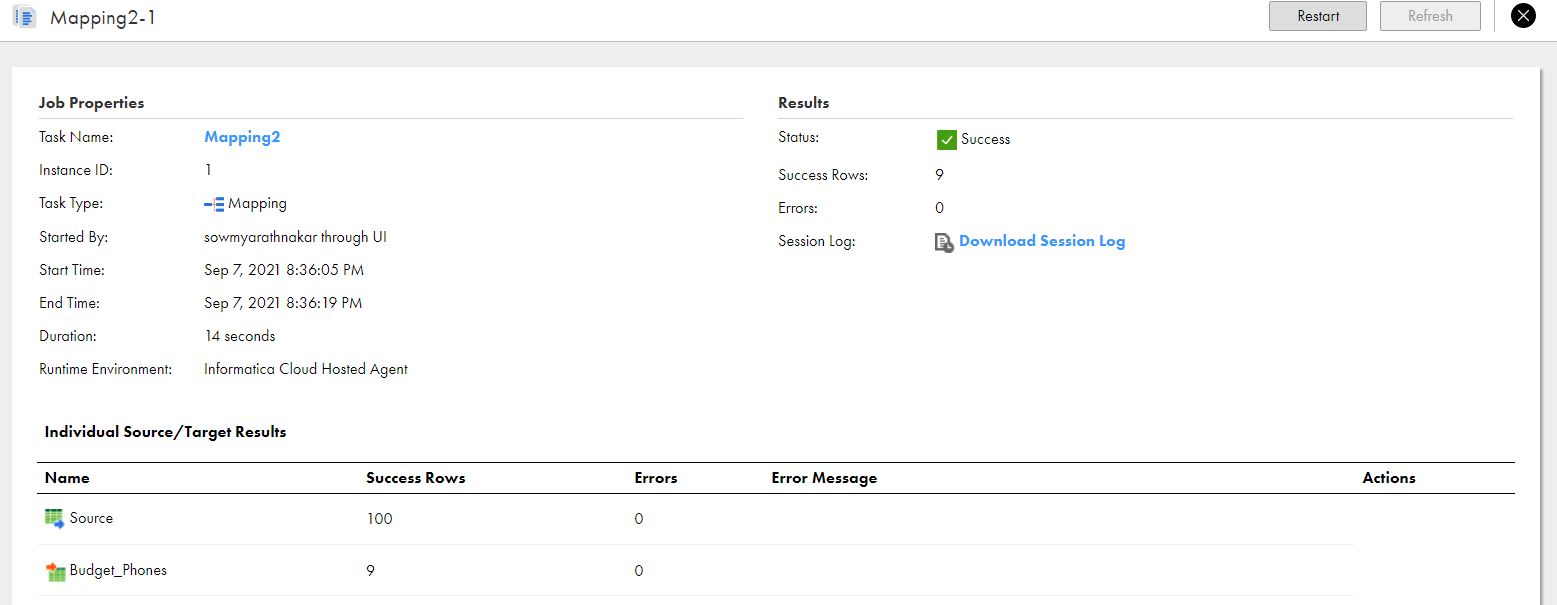 Mapping2-1
Restart
Refresh
Job Properties
Task Name: Mapping2
Instance ID: 1
Task Type: Mapping
Started By: sowmyarathnakar through UI
Start Time: Sep 7, 2021 8:36:05 PM
End Time: Sep 7, 2021 8:36:19 PM
Duration: 14 seconds
Runtime Environment: Informatica Cloud Hosted Agent
Results
Status: Success
Success Rows: 9
Errors: 0
Session Log: Download Session Log
Individual Source/Target Results
Name Success Rows Errors Error Message Actions
Source 100 0
Budget_Phones 9 0